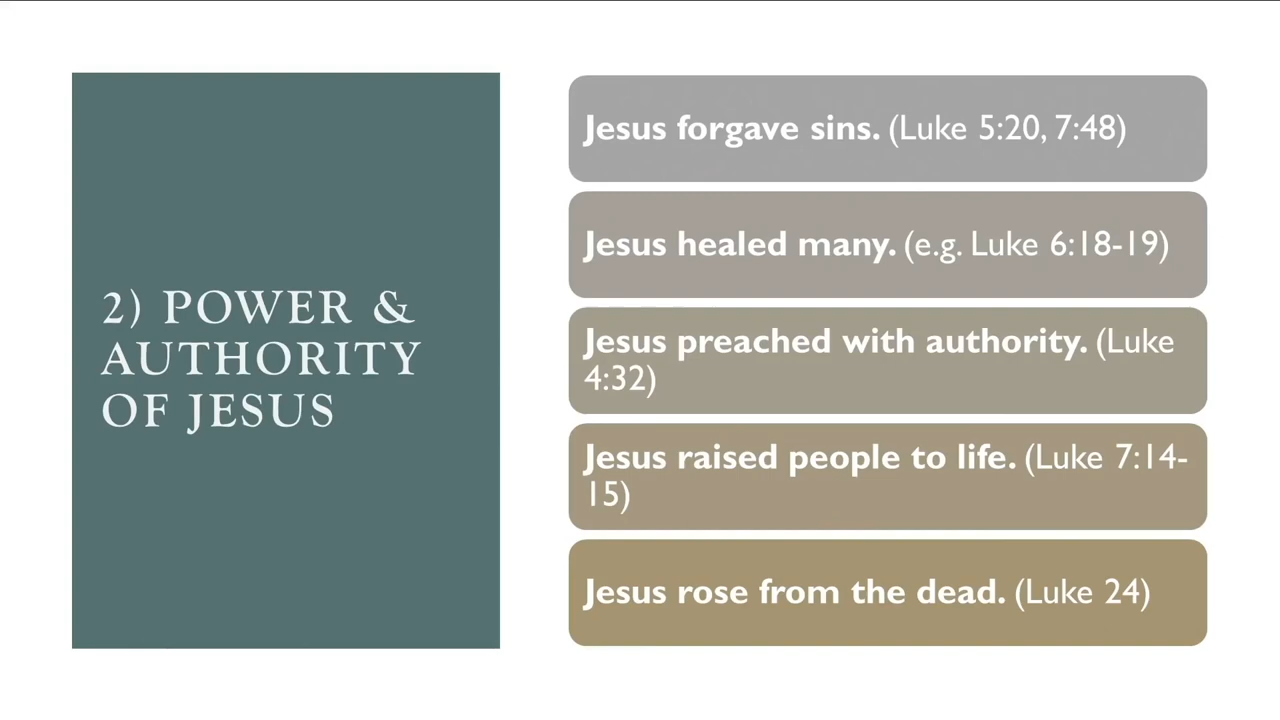 2) POWER &
AUTHORITY
OF JESUS
Jesus forgave sins. (Luke 5:20, 7:48)
Jesus healed many. (e.g. Luke 6:18-19)
Jesus preached with authority. (Luke
4:32)
Jesus raised people to life. (Luke 7:14-
15)
Jesus rose from the dead. (Luke 24)